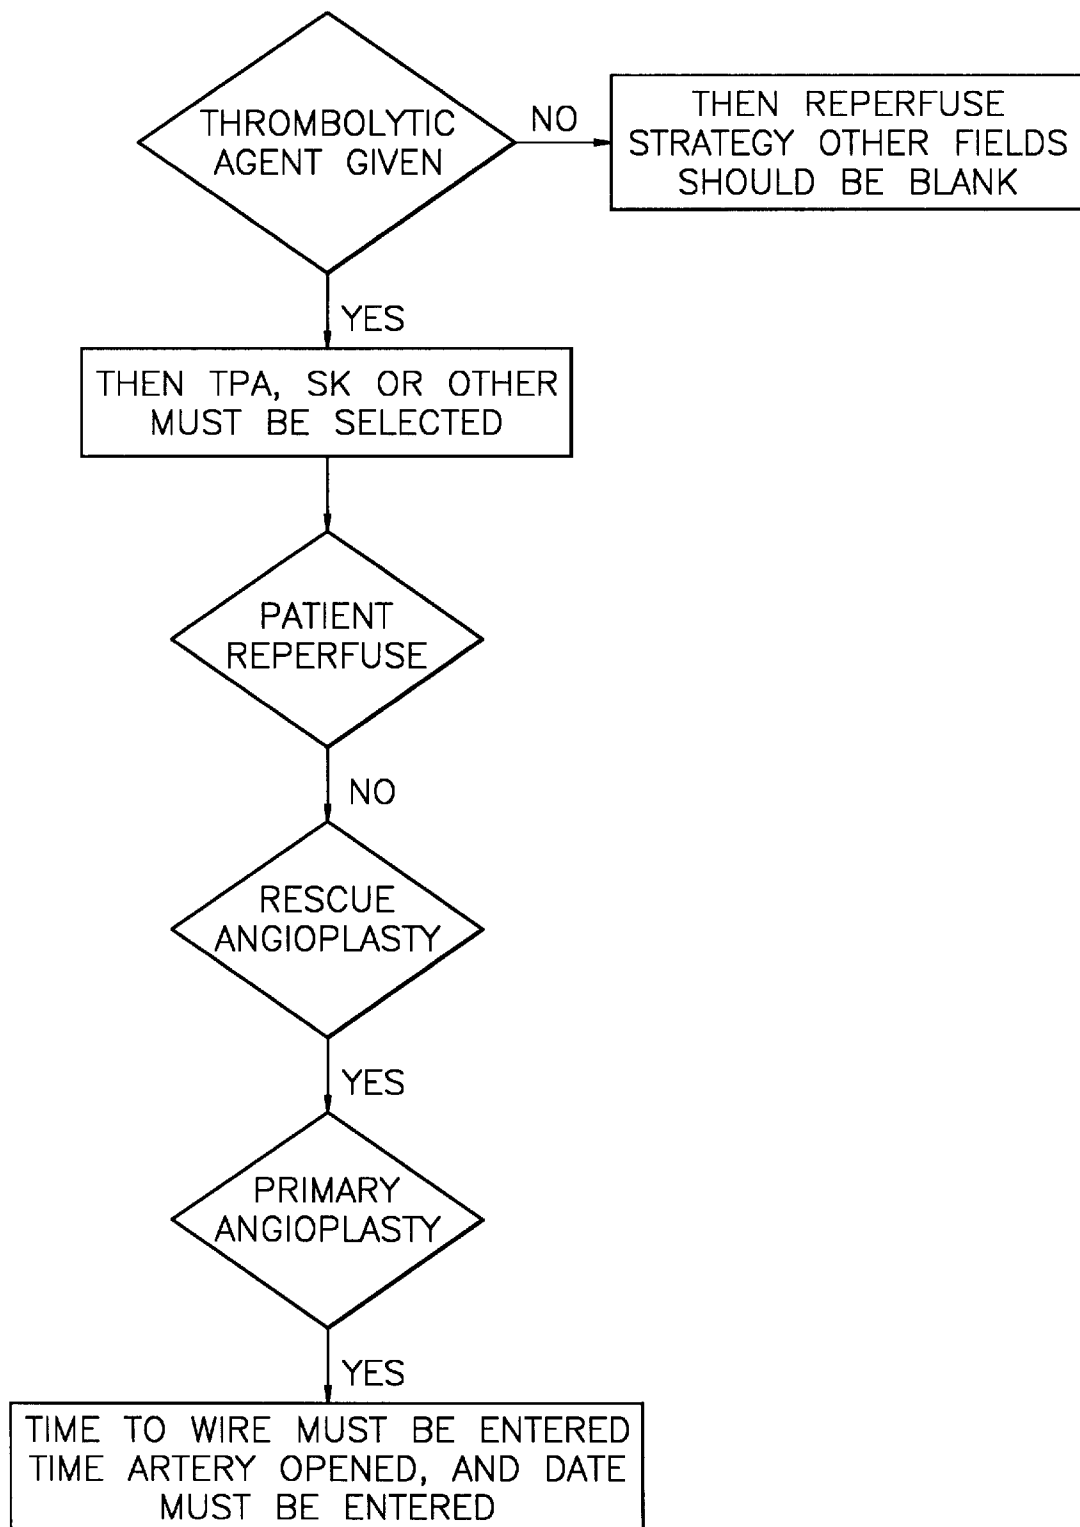 THROMBOLYTIC
AGENT GIVEN
NO
THEN REPERFUSE
STRATEGY OTHER FIELDS
SHOULD BE BLANK
YES
THEN TPA, SK OR OTHER
MUST BE SELECTED
PATIENT
REPERFUSE
NO
RESCUE
ANGIOPLASTY
YES
PRIMARY
ANGIOPLASTY
YES
TIME TO WIRE MUST BE ENTERED
TIME ARTERY OPENED, AND DATE
MUST BE ENTERED